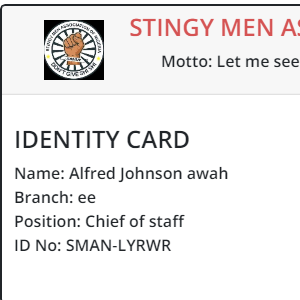 STINGY MEN AS
Motto: Let me see
IDENTITY CARD
Name: Alfred Johnson awah
Branch: ee
Position: Chief of staff
ID No: SMAN-LYRWR